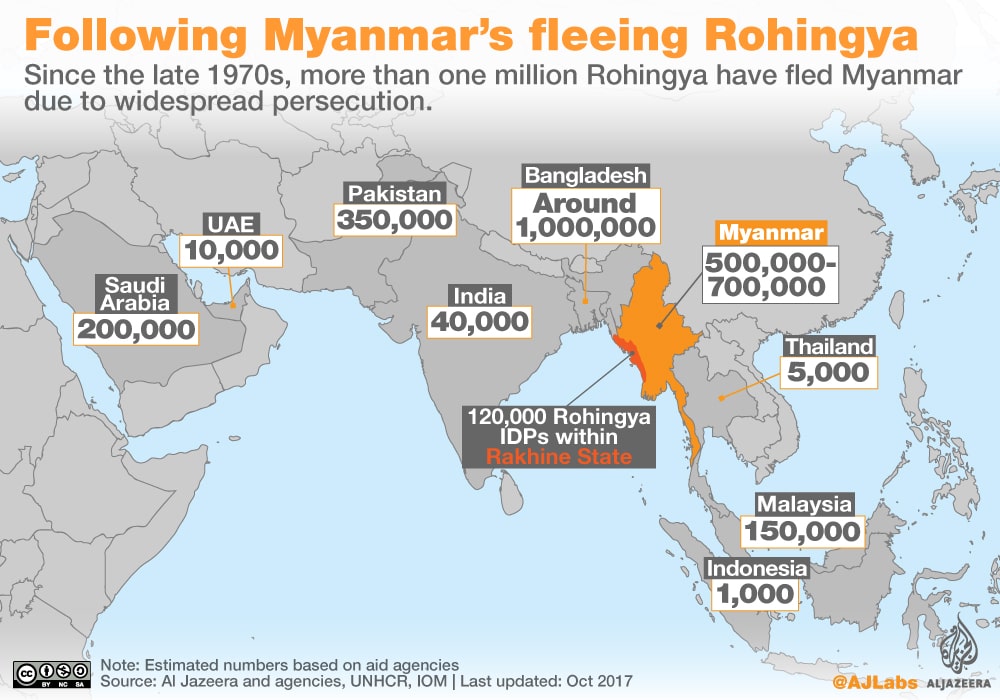 Following Myanmar's fleeing Rohingya
Since the late 1970s, more than one million Rohingya have fled Myanmar
due to widespread persecution.
Bangladesh
Around
1,000,000
Pakistan
350,000
UAE
10,000
Myanmar
500,000-
700,000
Saudi
Arabia
200,000
India
40,000
Thailand
5,000
120,000 Rohingya
IDPs within
Rakhine State
Malaysia
150,000
Indonesia
1,000
cc
BY NC SA
Note: Estimated numbers based on aid agencies
Source: Al Jazeera and agencies, UNHCR, IOM | Last updated: Oct 2017
@AJLabs ALJAZEERA